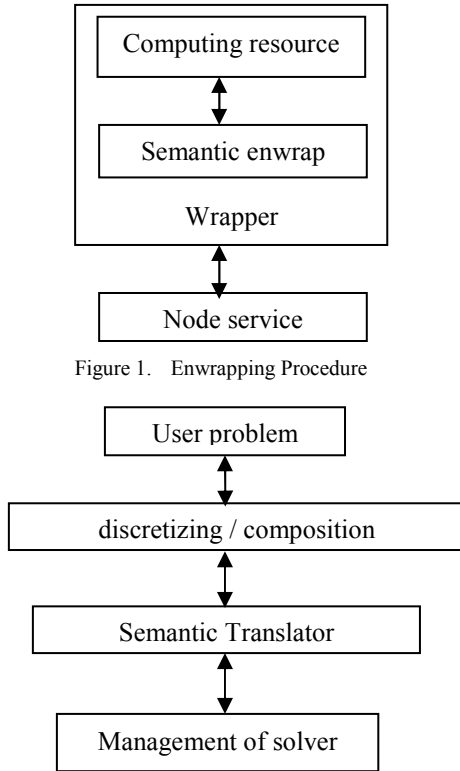 Computing resource
Semantic enwrap
Wrapper
Node service
Figure 1. Enwrapping Procedure
User problem
discretizing / composition
Semantic Translator
Management of solver